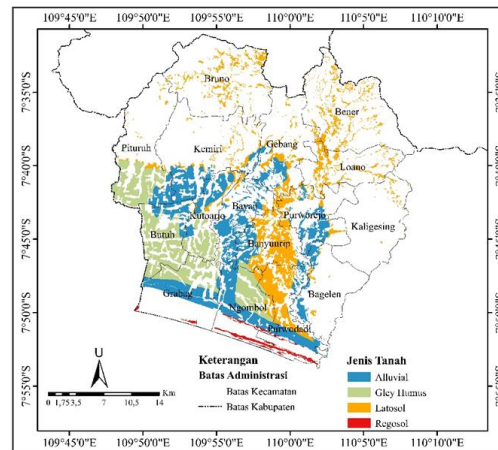 109°45'0"S 109°50'0"S 109°55'0"S 110°0'0"S 110°5'0"S 110°10'0"S
7°35'0"S
7°40'0"S
7°45'0"S
7°50'0"S
7°55'0"S
Bruno
Bener
Gebang
Pituruh
Kemiri
Loano
Bayan
Kutoarjo
Purworejo
Kaligesing
Butuh
Banyuurip
Grabag
Ngombol
Bagelen
Purwodadi
U
0 1,753,5 7 10,5 14
Km
Keterangan
Batas Administrasi
Batas Kecamatan
Batas Kabupaten
Jenis Tanah
Alluvial
Gley Humus
Latosol
Regosol
109°45'0"E 109°50'0"E 109°55'0"E 110°0'0"E 110°5'0"E 110°10'0"E